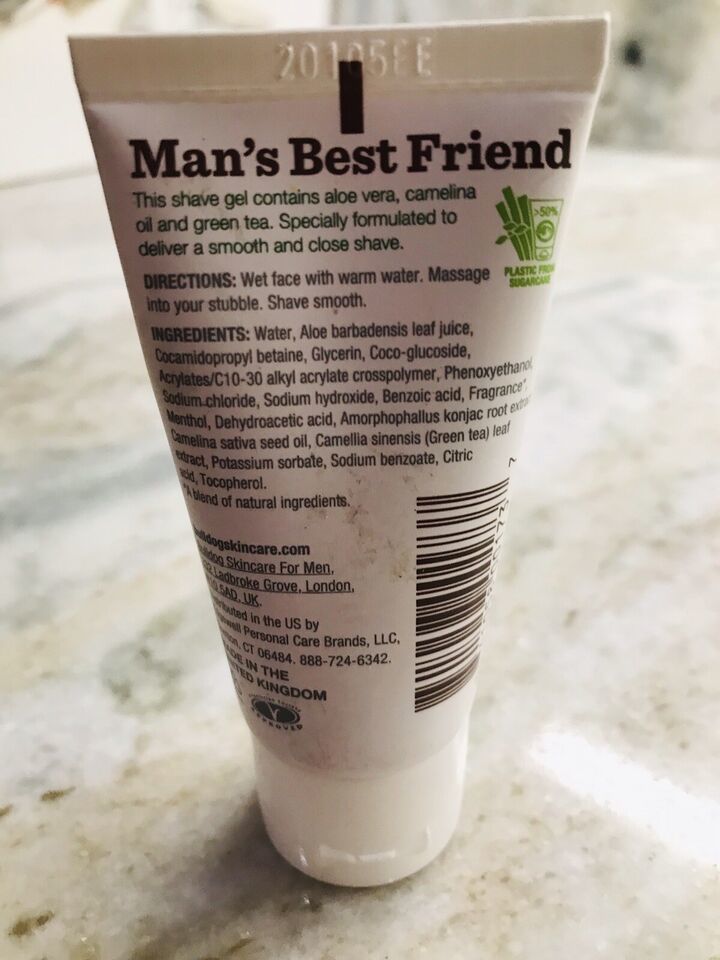 20105EE
Man's Best Friend
This shave gel contains aloe vera, camelina
oil and green tea. Specially formulated to
deliver a smooth and close shave.
>50%
PLASTIC FROM
SUGARCANE
DIRECTIONS: Wet face with warm water. Massage
into your stubble. Shave smooth.
INGREDIENTS: Water, Aloe barbadensis leaf juice,
Cocamidopropyl betaine, Glycerin, Coco-glucoside,
Acrylates/C10-30 alkyl acrylate crosspolymer, Phenoxyethanol,
Sodium chloride, Sodium hydroxide, Benzoic acid, Fragrance*,
Menthol, Dehydroacetic acid, Amorphophallus konjac root
Camelina sativa seed oil, Camellia sinensis (Green tea) leaf
extract, Potassium sorbate, Sodium benzoate, Citric
acid, Tocopherol.
*A blend of natural ingredients.
bulldogskincare.com
Skincare For Men,
Ladbroke Grove, London,
5AD, UK.
in the US by
Personal Care Brands, LLC,
CT 06484. 888-724-6342.
IN THE
KINGDOM
APPROVED